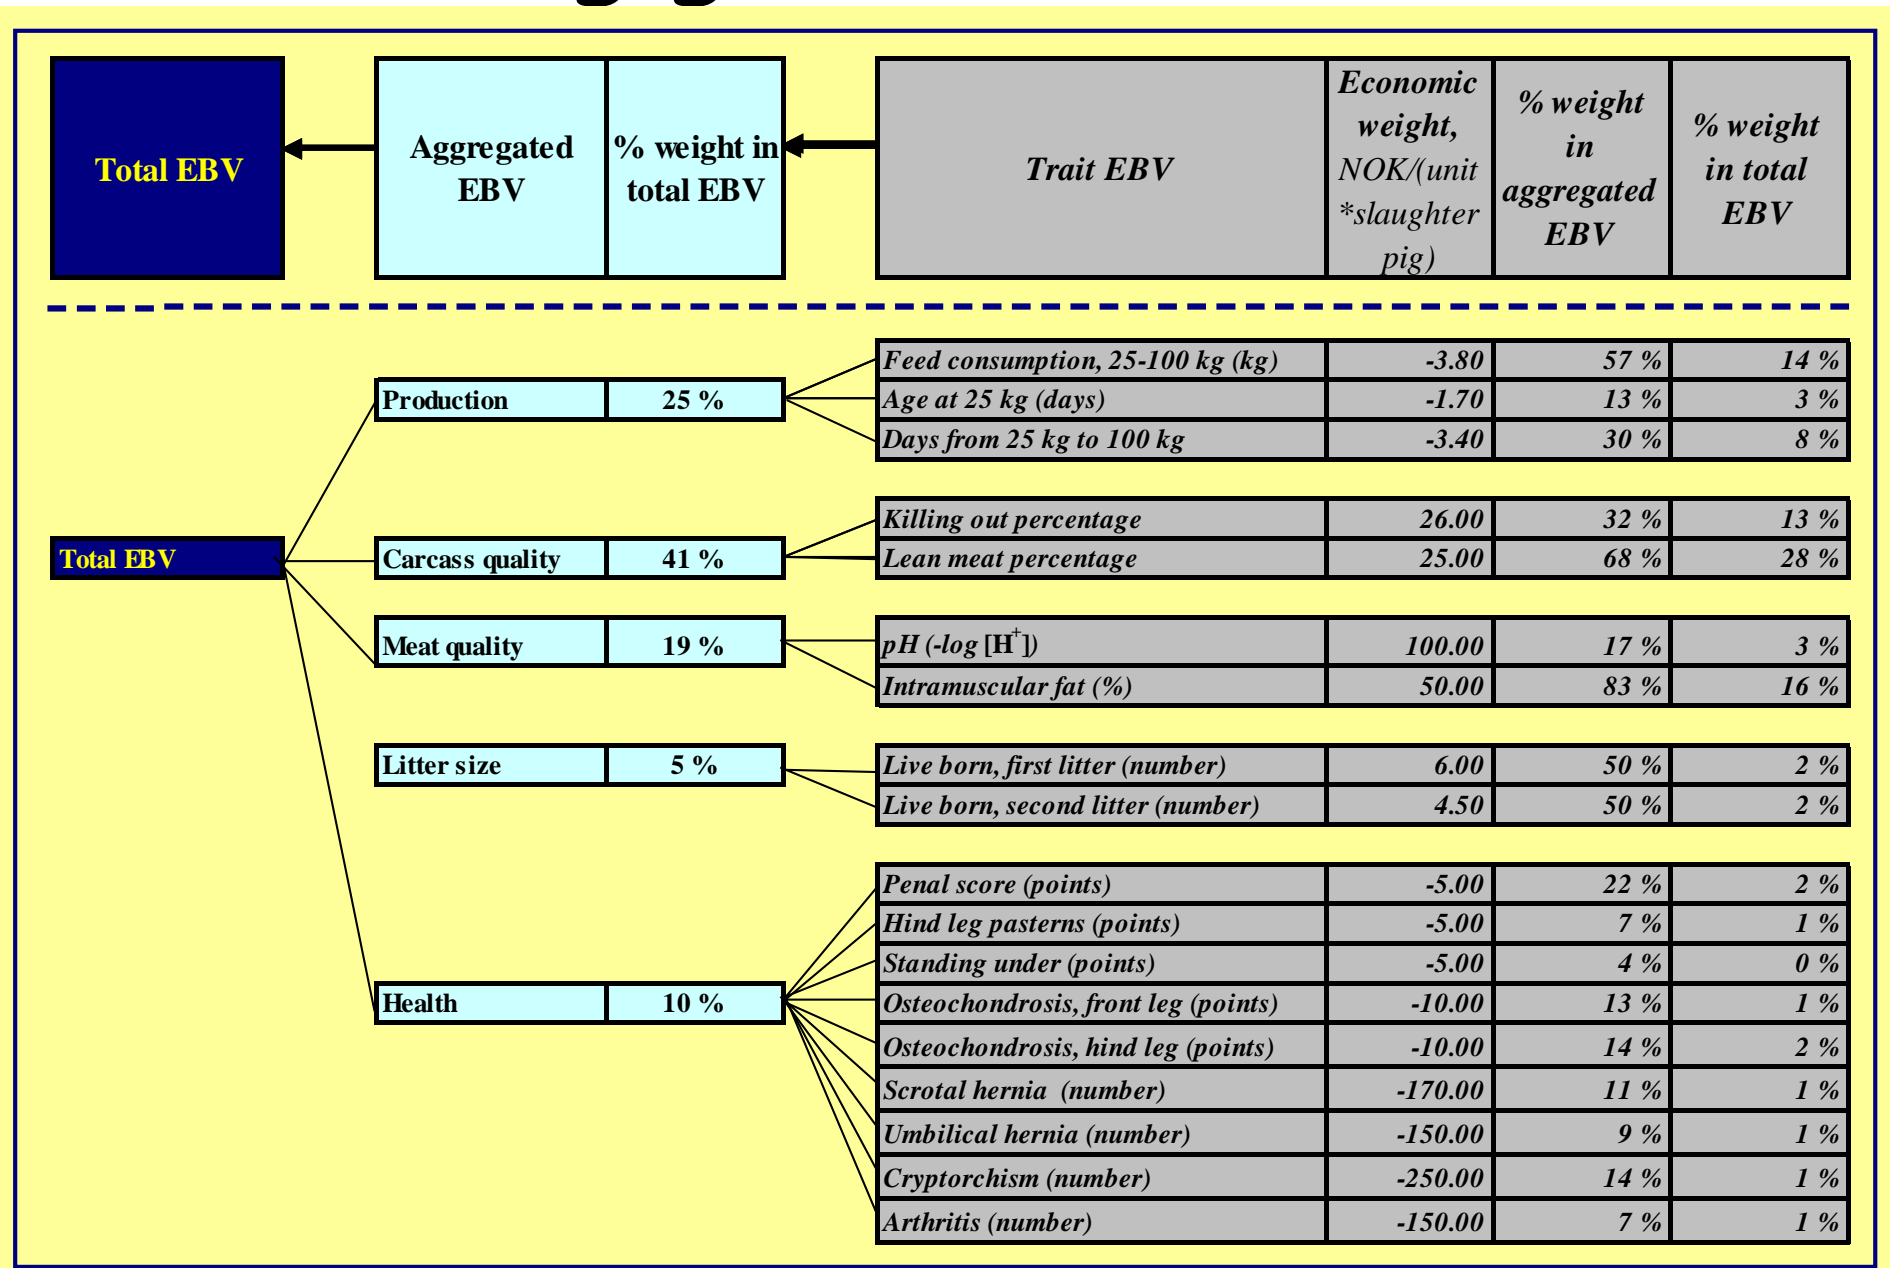 Total EBV
Aggregated
EBV
% weight in
total EBV
Trait EBV
Economic
weight,
NOK/(unit
*slaughter
pig)
% weight
in
aggregated
EBV
% weight
in total
EBV
Feed consumption, 25-100 kg (kg) -3.80 57 % 14 %
Production 25 % Age at 25 kg (days) -1.70 13 % 3 %
Days from 25 kg to 100 kg -3.40 30 % 8 %
Killing out percentage 26.00 32 % 13 %
Total EBV Carcass quality 41 % Lean meat percentage 25.00 68 % 28 %
Meat quality 19 % pH (-log [H⁺]) 100.00 17 % 3 %
Intramuscular fat (%) 50.00 83 % 16 %
Litter size 5 % Live born, first litter (number) 6.00 50 % 2 %
Live born, second litter (number) 4.50 50 % 2 %
Penal score (points) -5.00 22 % 2 %
Hind leg pasterns (points) -5.00 7 % 1 %
Standing under (points) -5.00 4 % 0 %
Health 10 % Osteochondrosis, front leg (points) -10.00 13 % 1 %
Osteochondrosis, hind leg (points) -10.00 14 % 2 %
Scrotal hernia (number) -170.00 11 % 1 %
Umbilical hernia (number) -150.00 9 % 1 %
Cryptorchism (number) -250.00 14 % 1 %
Arthritis (number) -150.00 7 % 1 %